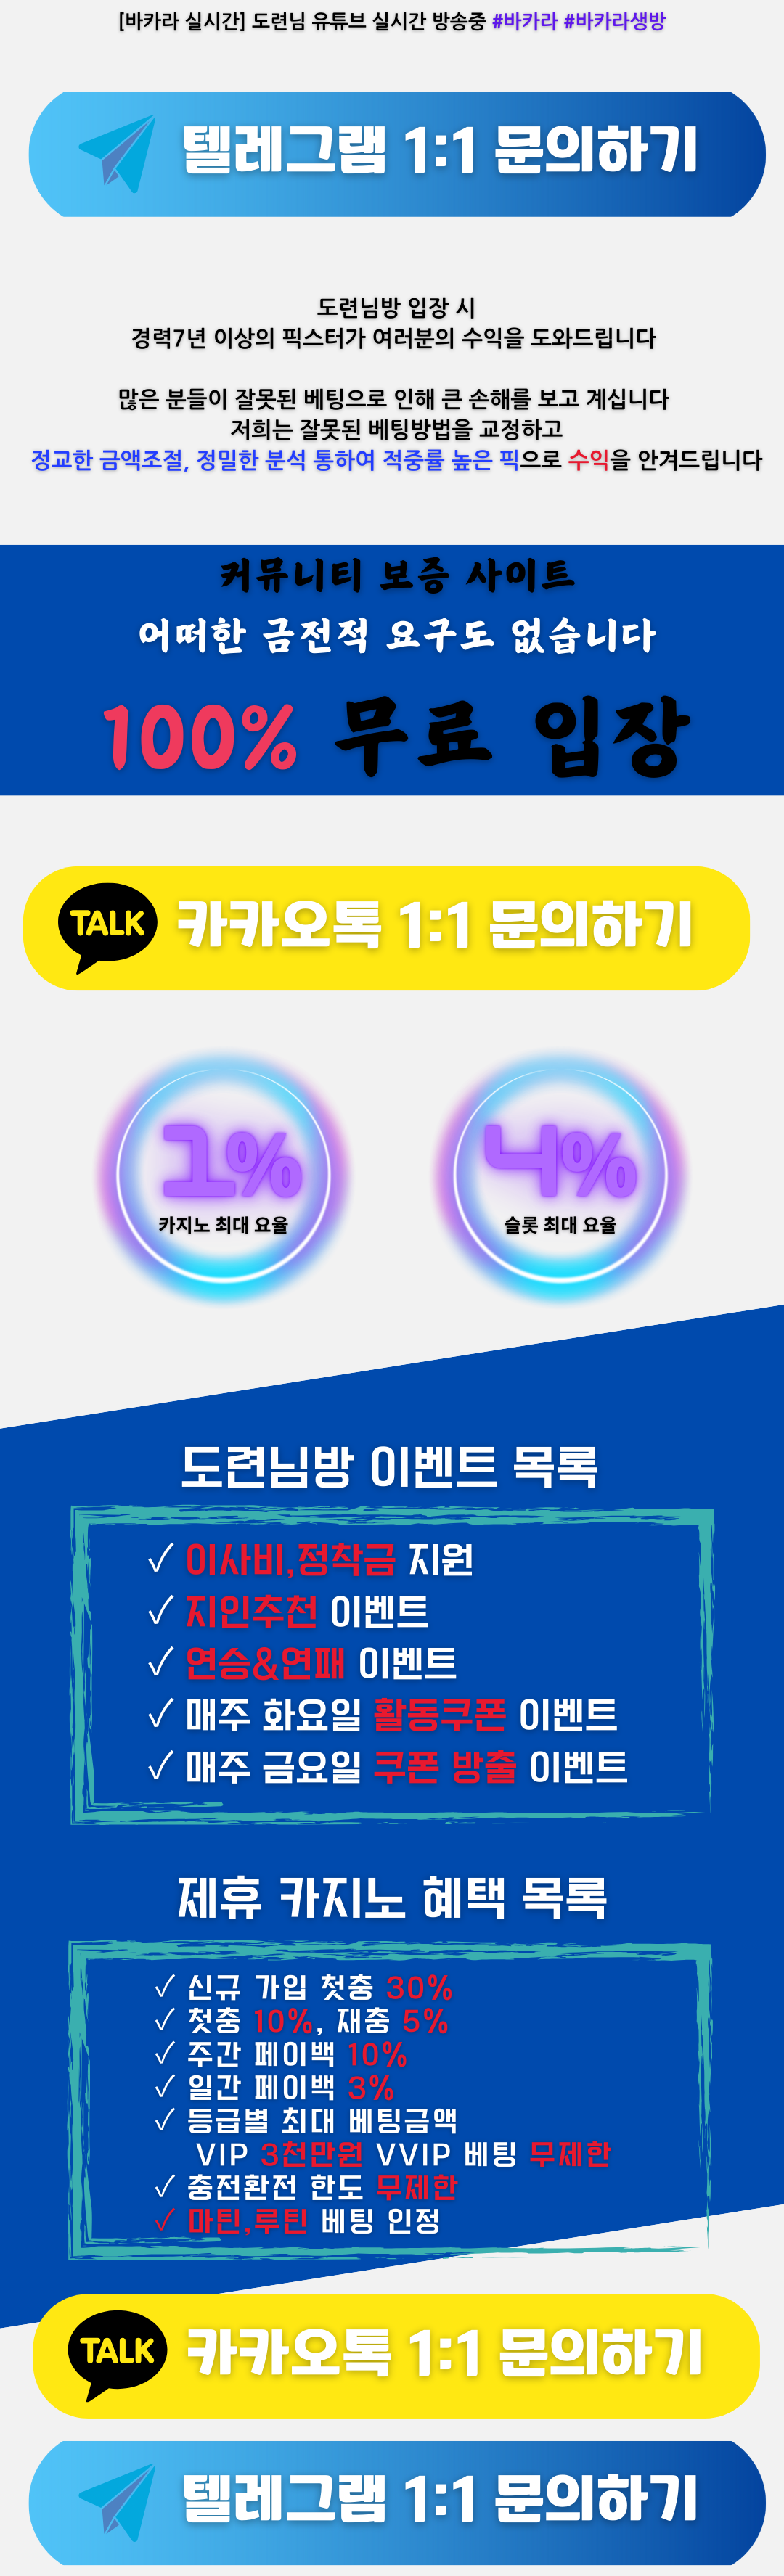 [바카라 실시간] 도련님 유튜브 실시간 방송중 #바카라 #바카라생방
텔레그램 1:1 문의하기
도련님방 입장 시
경력7년 이상의 픽스터가 여러분의 수익을 도와드립니다
많은 분들이 잘못된 베팅으로 인해 큰 손해를 보고 계십니다
저희는 잘못된 베팅방법을 교정하고
정교한 금액조절, 정밀한 분석 통하여 적중률 높은 픽으로 수익을 안겨드립니다
커뮤니티 보증 사이트
어떠한 금전적 요구도 없습니다
100% 무료 입장
TALK 카카오톡 1:1 문의하기
1%
카지노 최대 요율
4%
슬롯 최대 요율
도련님방 이벤트 목록
✓ 이사비,정착금 지원
✓ 지인추천 이벤트
✓ 연승&연패 이벤트
✓ 매주 화요일 활동쿠폰 이벤트
✓ 매주 금요일 쿠폰 방출 이벤트
제휴 카지노 혜택 목록
✓ 신규 가입 첫충 30%
✓ 첫충 10%, 재충 5%
✓ 주간 페이백 10%
✓ 일간 페이백 3%
✓ 등급별 최대 베팅금액
VIP 3천만원 VVIP 베팅 무제한
✓ 충전환전 한도 무제한
✓ 마틴,루틴 베팅 인정
TALK 카카오톡 1:1 문의하기
텔레그램 1:1 문의하기